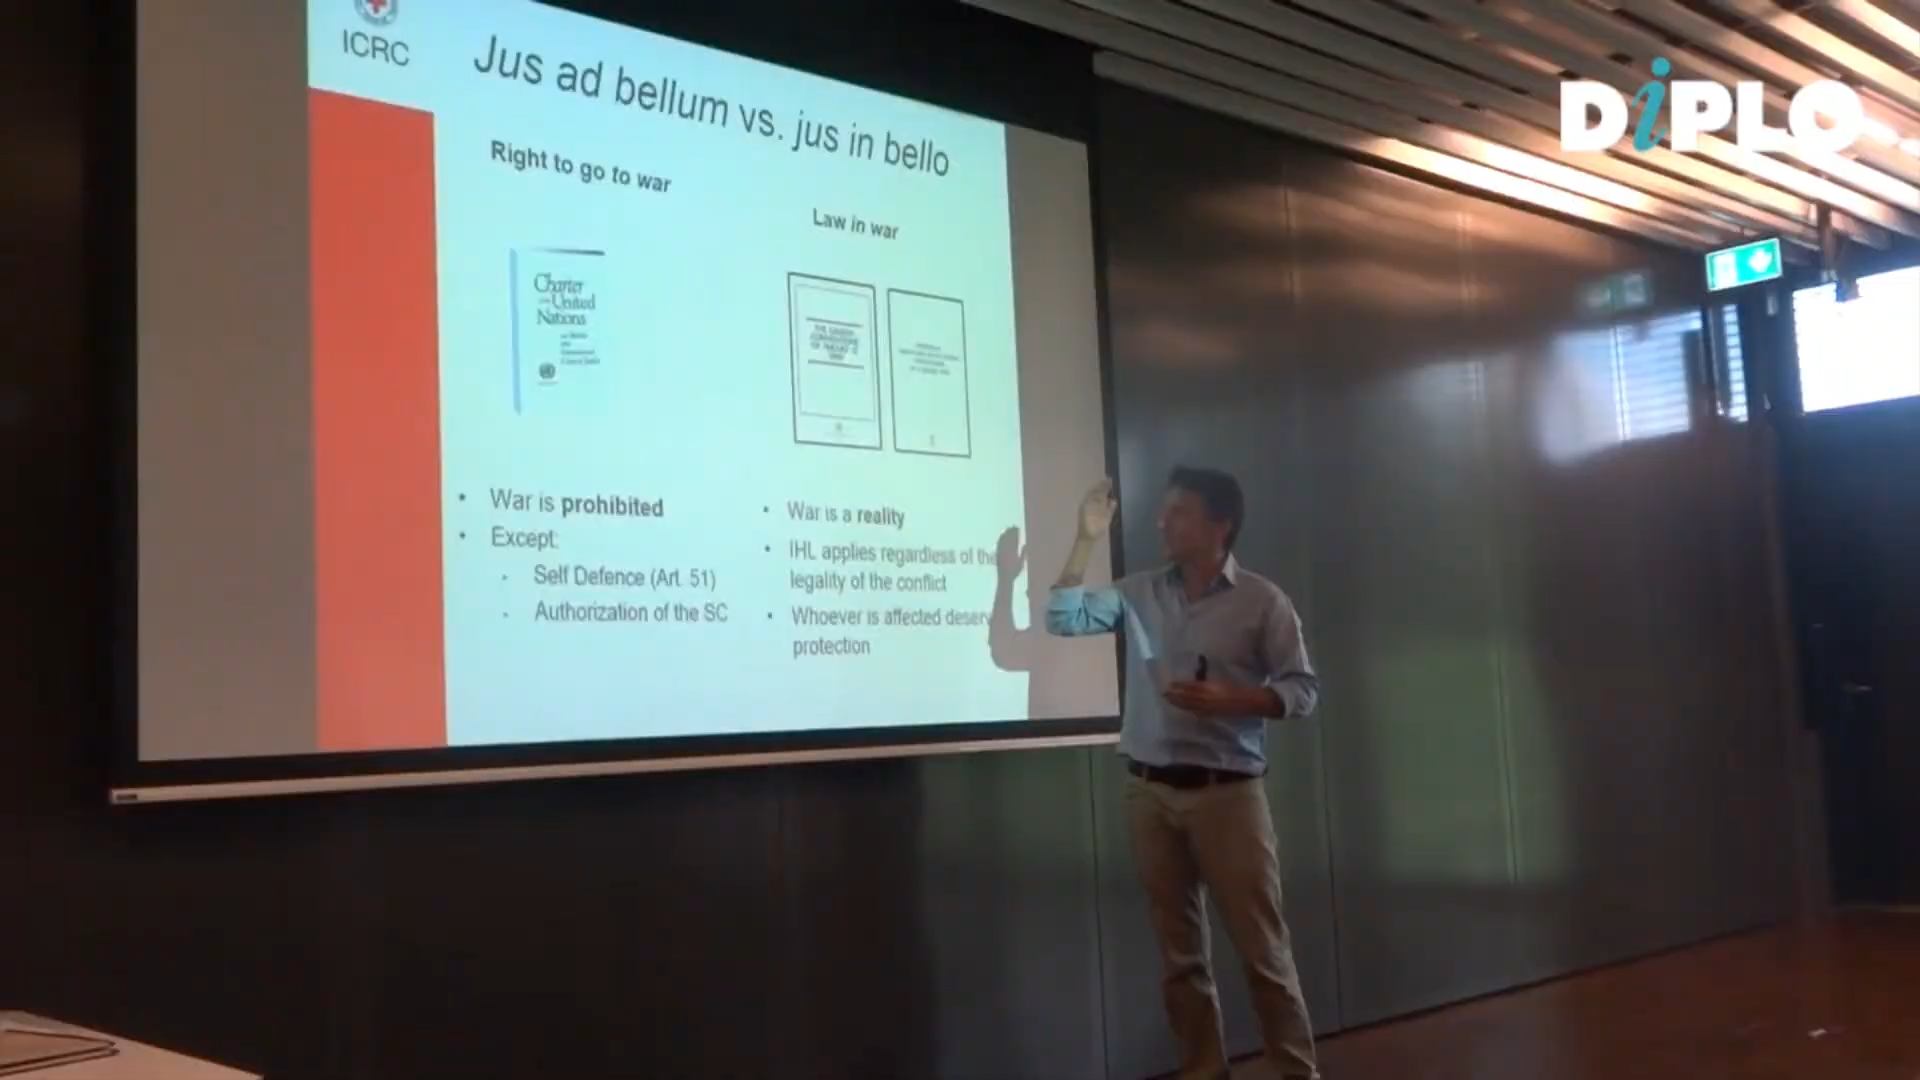 ICRC
Jus ad bellum vs. jus in bello
Right to go to war
Charter
United
Nations
• War is prohibited
• Except:
- Self Defence (Art. 51)
- Authorization of the SC
Law in war
• War is a reality
• IHL applies regardless of the
legality of the conflict
• Whoever is affected deserv
protection
DiPLO